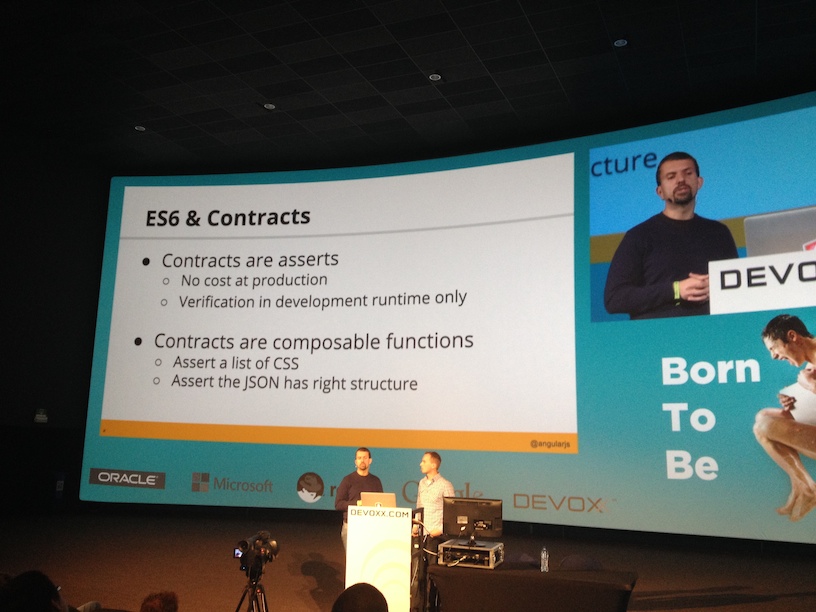 ES6 & Contracts
● Contracts are asserts
○ No cost at production
○ Verification in development runtime only
● Contracts are composable functions
○ Assert a list of CSS
○ Assert the JSON has right structure
@angularjs
cture
DEVO
Born
To
Be
ORACLE
Microsoft
r
DEVOX
DEVOXX.COM